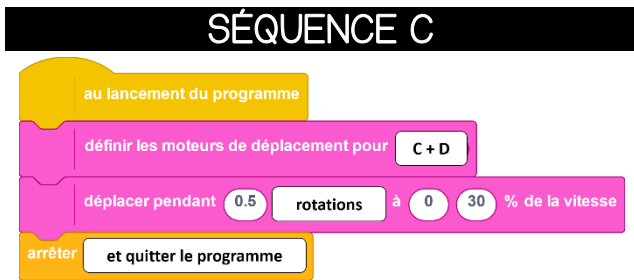 SÉQUENCE C
au lancement du programme
définir les moteurs de déplacement pour C + D
déplacer pendant 0.5 rotations à 0 30 % de la vitesse
arrêter et quitter le programme